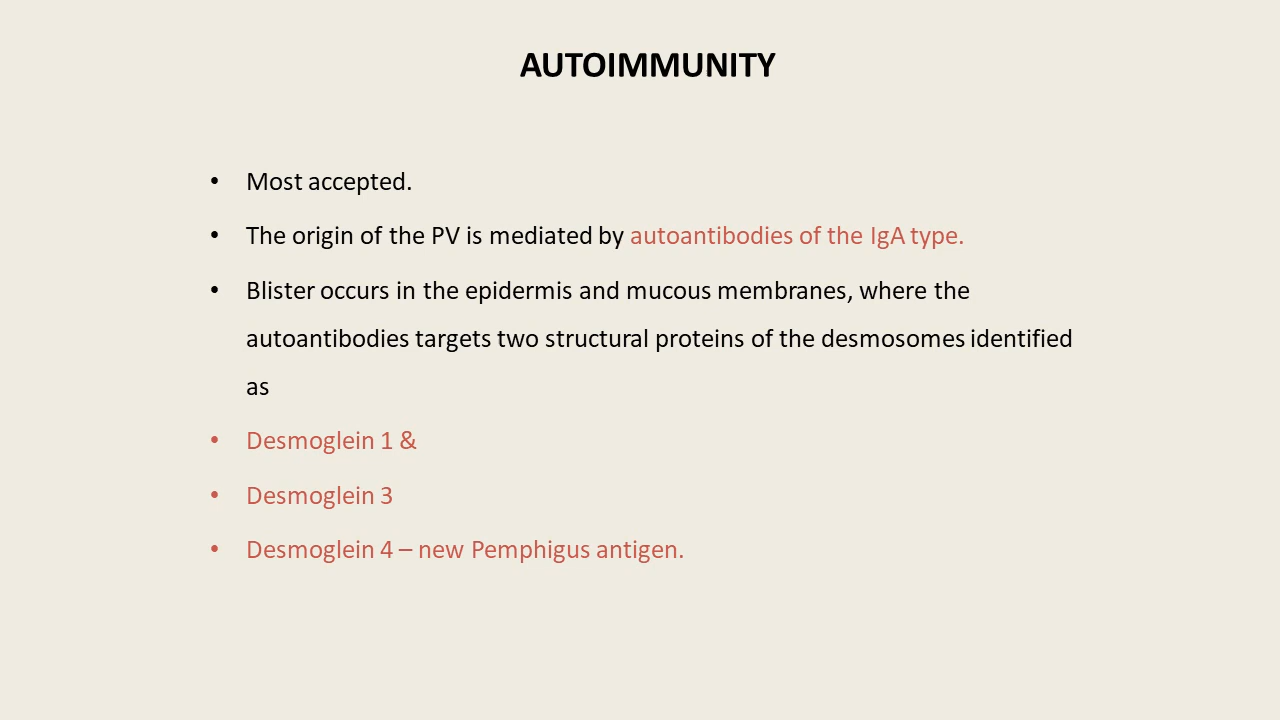 AUTOIMMUNITY
• Most accepted.
• The origin of the PV is mediated by autoantibodies of the IgA type.
• Blister occurs in the epidermis and mucous membranes, where the
autoantibodies targets two structural proteins of the desmosomes identified
as
• Desmoglein 1 &
• Desmoglein 3
• Desmoglein 4 – new Pemphigus antigen.